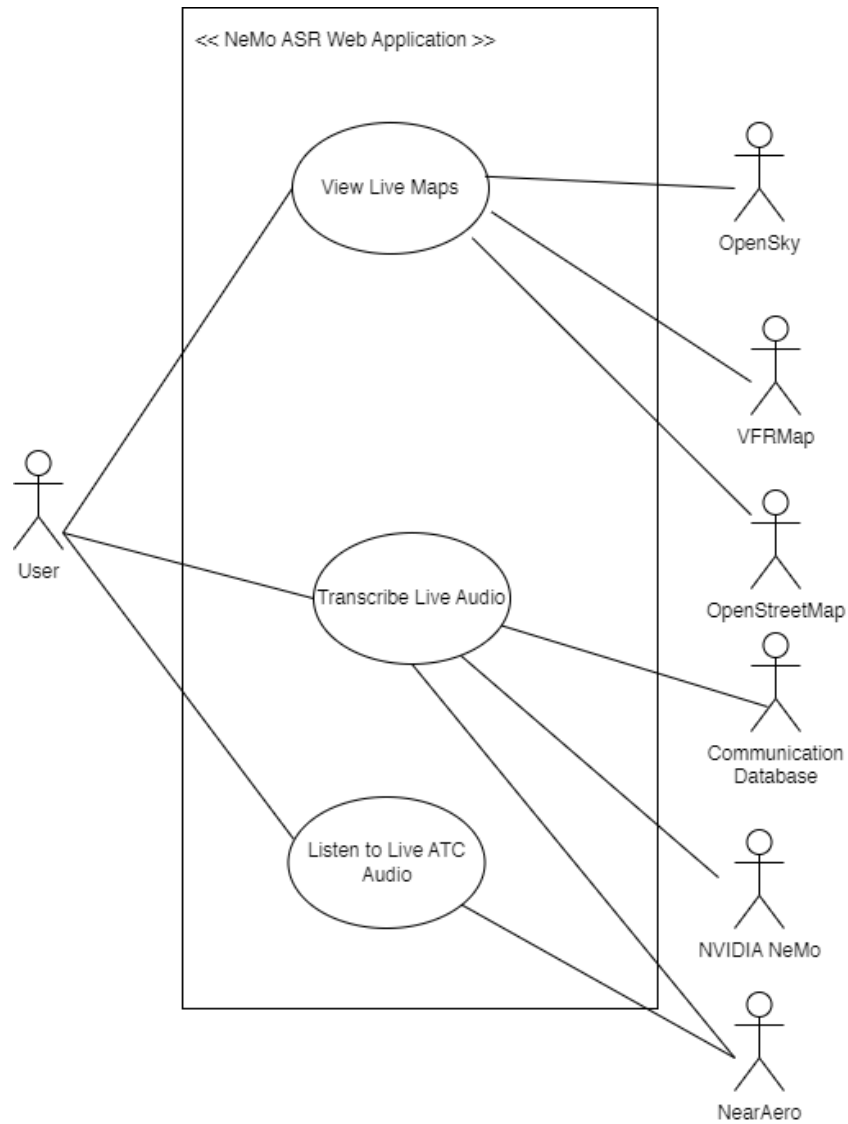 << NeMo ASR Web Application >>
View Live Maps
OpenSky
VFRMap
User
Transcribe Live Audio
OpenStreetMap
Communication
Database
Listen to Live ATC
Audio
NVIDIA NeMo
NearAero